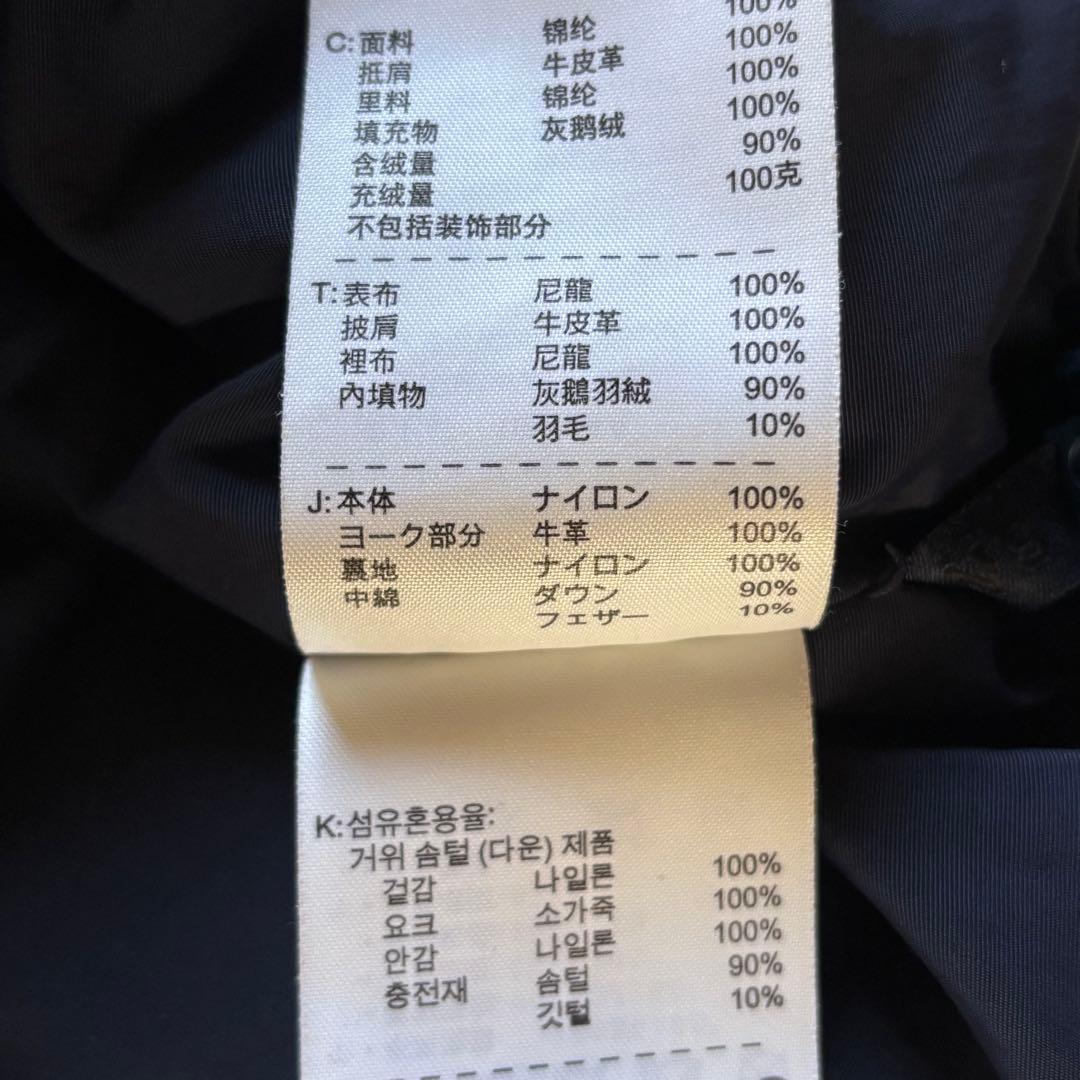 100%
C: 面料 锦纶 100%
抵肩 牛皮革 100%
里料 锦纶 100%
填充物 灰鹅绒
含绒量 90%
充绒量 100克
不包括装饰部分
T: 表布 尼龍 100%
披肩 牛皮革 100%
裡布 尼龍 100%
內填物 灰鵝羽絨 90%
羽毛 10%
J: 本体 ナイロン 100%
ヨーク部分 牛革 100%
裏地 ナイロン 100%
中綿 ダウン 90%
フェザー 10%
K: 섬유혼용율:
거위 솜털 (다운) 제품
겉감 나일론 100%
요크 소가죽 100%
안감 나일론 100%
충전재 솜털 90%
깃털 10%